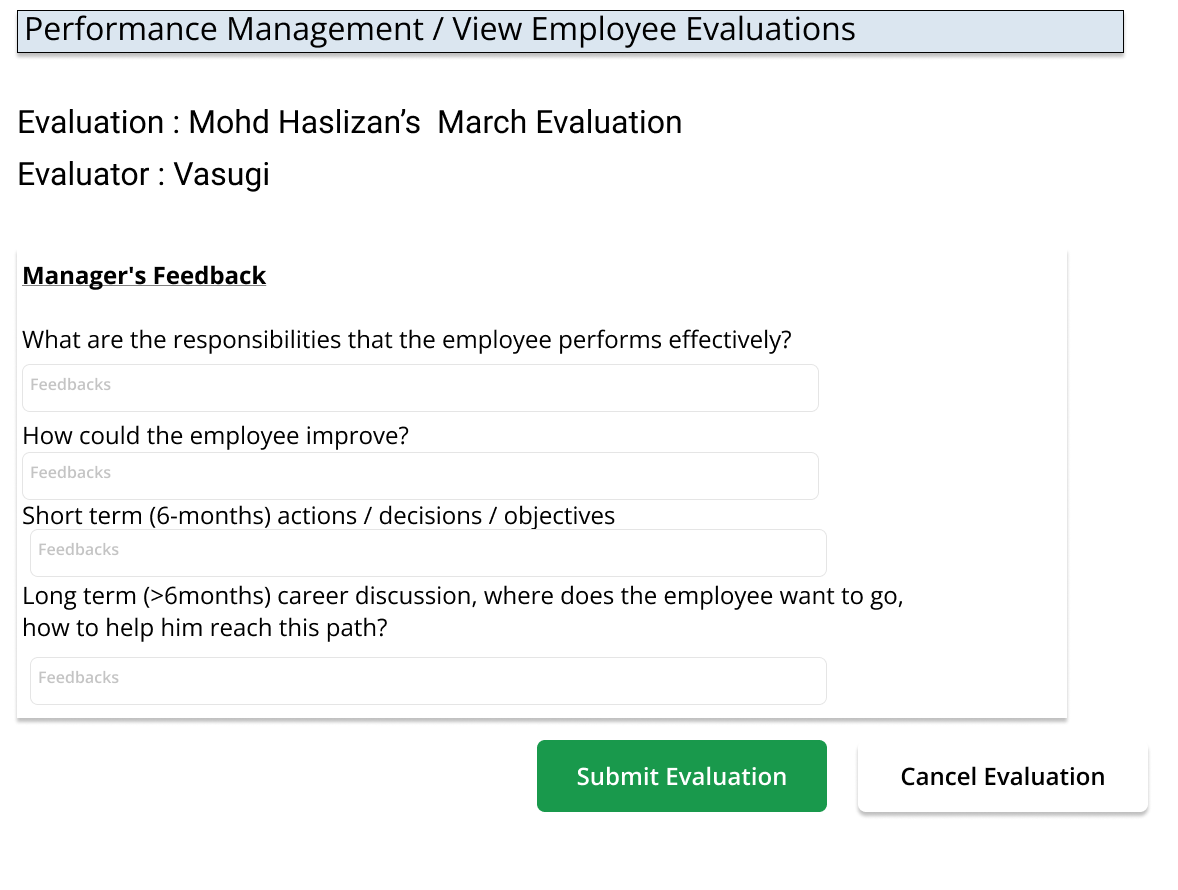 Performance Management / View Employee Evaluations
Evaluation : Mohd Haslizan’s  March Evaluation
Evaluator : Vasugi
Manager's Feedback
What are the responsibilities that the employee performs effectively?
Feedbacks
How could the employee improve?
Feedbacks
Short term (6-months) actions / decisions / objectives
Feedbacks
Long term (>6months) career discussion, where does the employee want to go,
how to help him reach this path?
Feedbacks
Submit Evaluation
Cancel Evaluation